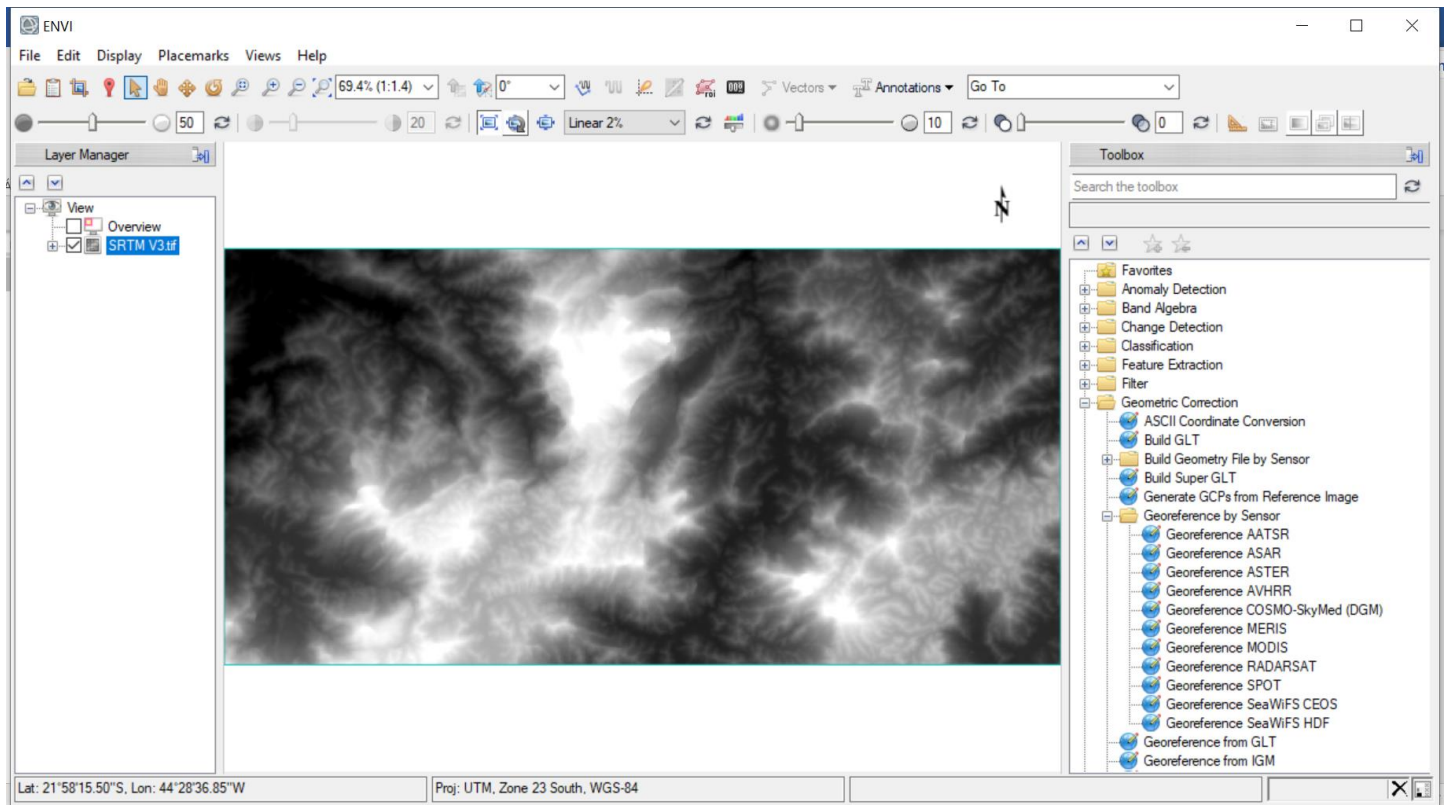 ENVI
File Edit Display Placemarks Views Help
69.4% (1:1.4) 0° roi Vectors Annotations Go To
50 20 Linear 2% 10 0
Layer Manager
View
Overview
SRTM V3.tif
N
Toolbox
Search the toolbox
Favorites
Anomaly Detection
Band Algebra
Change Detection
Classification
Feature Extraction
Filter
Geometric Correction
ASCII Coordinate Conversion
Build GLT
Build Geometry File by Sensor
Build Super GLT
Generate GCPs from Reference Image
Georeference by Sensor
Georeference AATSR
Georeference ASAR
Georeference ASTER
Georeference AVHRR
Georeference COSMO-SkyMed (DGM)
Georeference MERIS
Georeference MODIS
Georeference RADARSAT
Georeference SPOT
Georeference SeaWiFS CEOS
Georeference SeaWiFS HDF
Georeference from GLT
Georeference from IGM
Lat: 21°58'15.50"S, Lon: 44°28'36.85"W Proj: UTM, Zone 23 South, WGS-84